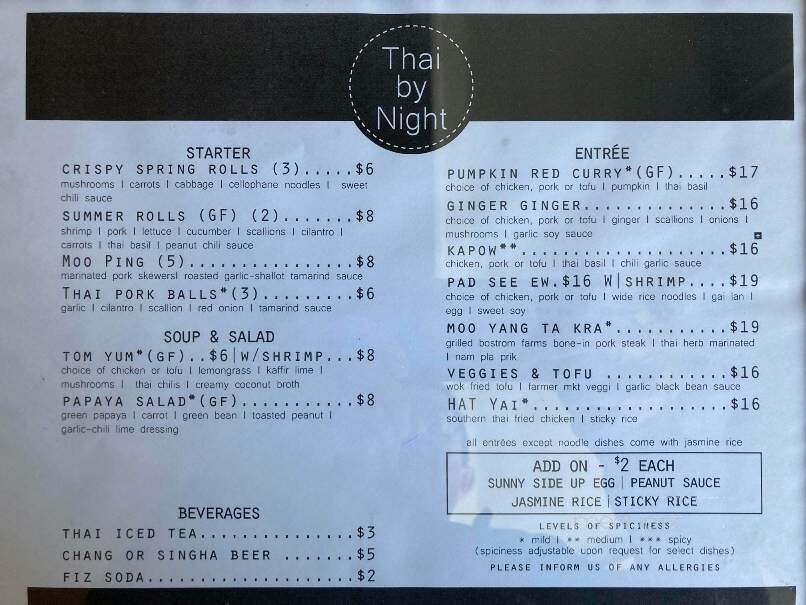 Thai
by
Night
STARTER
CRISPY SPRING ROLLS (3).....$6
mushrooms | carrots | cabbage | cellophane noodles | sweet
chili sauce
SUMMER ROLLS (GF) (2).......$8
shrimp | pork | lettuce | cucumber | scallions | cilantro |
carrots | thai basil | peanut chili sauce
MOO PING (5)................$8
marinated pork skewers| roasted garlic-shallot tamarind sauce
THAI PORK BALLS*(3).........$6
garlic | cilantro | scallion | red onion | tamarind sauce
SOUP & SALAD
TOM YUM*(GF)..$6|W/SHRIMP...$8
choice of chicken or tofu | lemongrass | kaffir lime |
mushrooms | thai chilis | creamy coconut broth
PAPAYA SALAD*(GF)...........$8
green papaya | carrot | green bean | toasted peanut |
garlic-chili lime dressing
BEVERAGES
THAI ICED TEA...............$3
CHANG OR SINGHA BEER .......$5
FIZ SODA....................$2
ENTRÉE
PUMPKIN RED CURRY*(GF).....$17
choice of chicken, pork or tofu | pumpkin | thai basil
GINGER GINGER..............$16
choice of chicken, pork or tofu | ginger | scallions | onions |
mushrooms | garlic soy sauce
KAPOW**....................$16
chicken, pork or tofu | thai basil | chili garlic sauce
PAD SEE EW.$16 W|SHRIMP....$19
choice of chicken, pork or tofu | wide rice noodles | gai lan |
egg | sweet soy
MOO YANG TA KRA*...........$19
grilled bostrom farms bone-in pork steak | thai herb marinated
| nam pla prik
VEGGIES & TOFU ............$16
wok fried tofu | farmer mkt veggi | garlic black bean sauce
HAT YAI*...................$16
southern thai fried chicken | sticky rice
all entrées except noodle dishes come with jasmine rice
ADD ON - $2 EACH
SUNNY SIDE UP EGG | PEANUT SAUCE
JASMINE RICE | STICKY RICE
LEVELS OF SPICINESS
* mild | ** medium | *** spicy
(spiciness adjustable upon request for select dishes)
PLEASE INFORM US OF ANY ALLERGIES